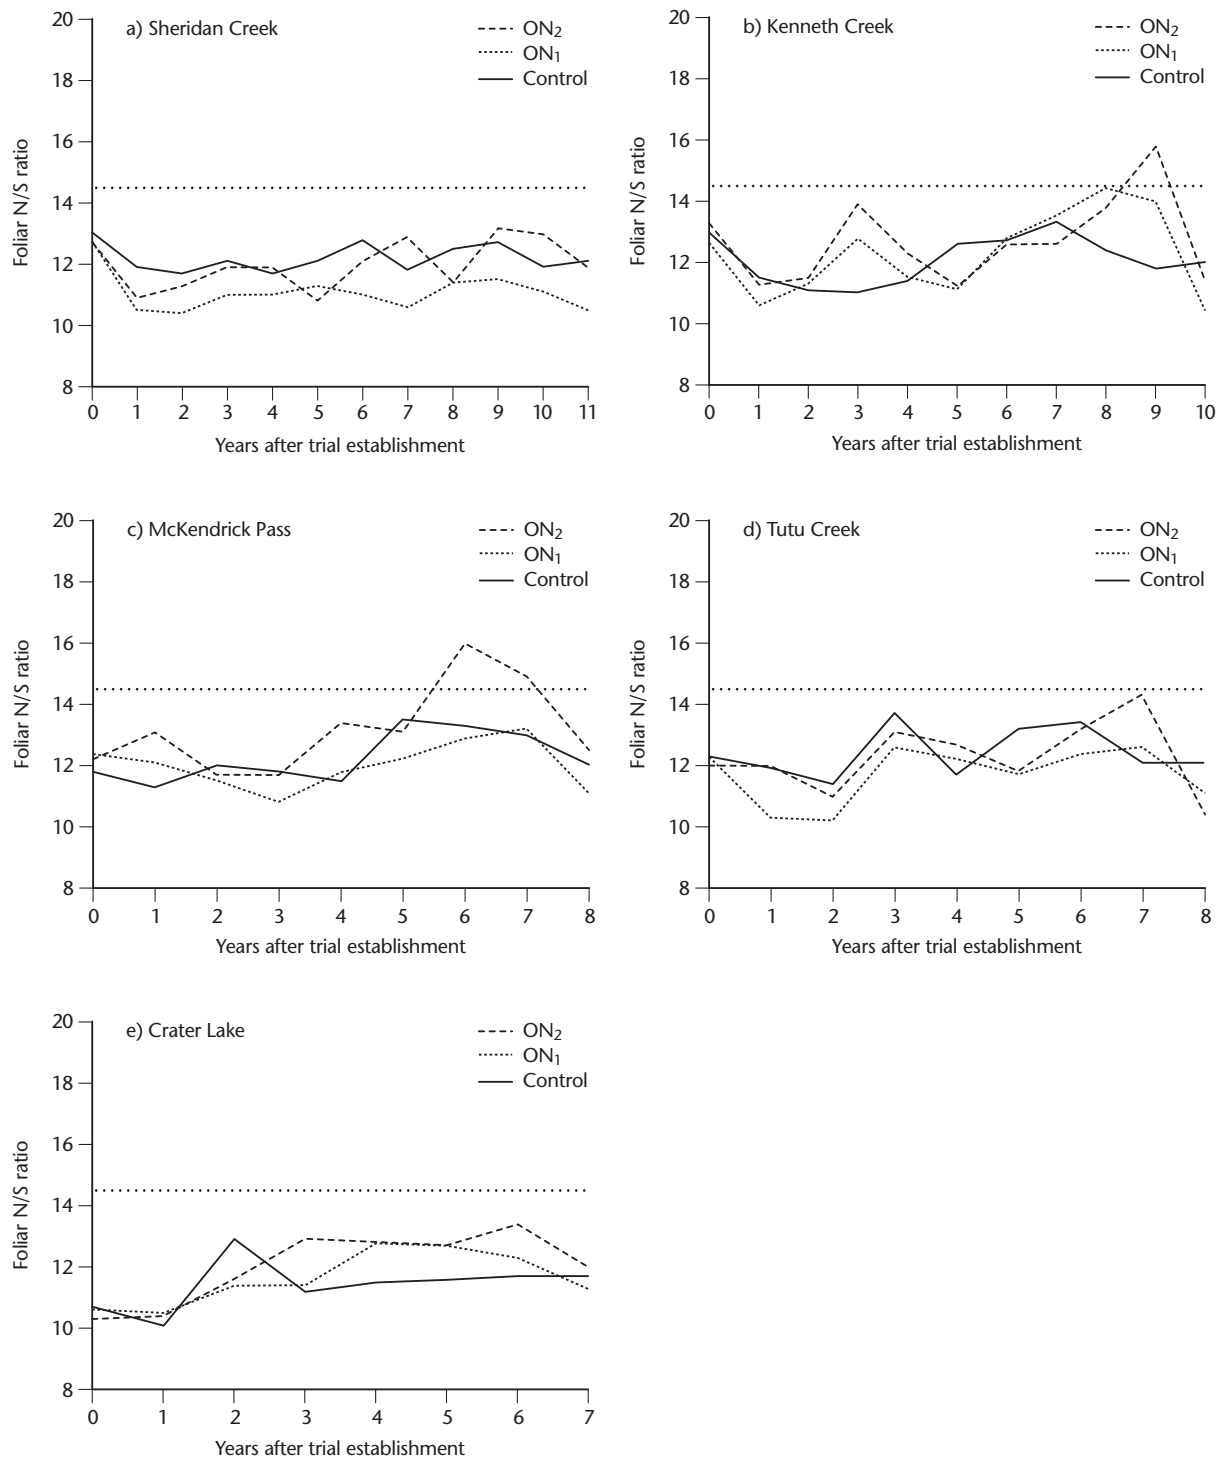 a) Sheridan Creek
ON2
ON1
Control
20
18
16
14
12
10
8
Foliar N/S ratio
0 1 2 3 4 5 6 7 8 9 10 11
Years after trial establishment
b) Kenneth Creek
ON2
ON1
Control
20
18
16
14
12
10
8
Foliar N/S ratio
0 1 2 3 4 5 6 7 8 9 10
Years after trial establishment
c) McKendrick Pass
ON2
ON1
Control
20
18
16
14
12
10
8
Foliar N/S ratio
0 1 2 3 4 5 6 7 8
Years after trial establishment
d) Tutu Creek
ON2
ON1
Control
20
18
16
14
12
10
8
Foliar N/S ratio
0 1 2 3 4 5 6 7 8
Years after trial establishment
e) Crater Lake
ON2
ON1
Control
20
18
16
14
12
10
8
Foliar N/S ratio
0 1 2 3 4 5 6 7
Years after trial establishment